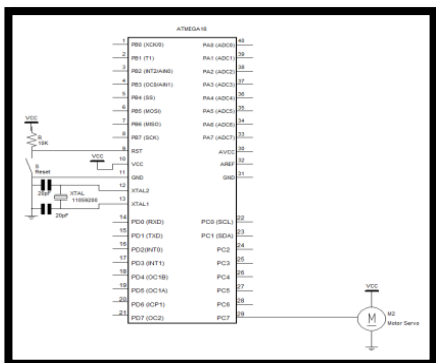 ATMEGA16
1 PB0 (XCK/0) PA0 (ADC0) 40
2 PB1 (T1) PA1 (ADC1) 39
3 PB2 (INT2/AIN0) PA2 (ADC2) 38
4 PB3 (OC0/AIN1) PA3 (ADC3) 37
5 PB4 (SS) PA4 (ADC4) 36
6 PB5 (MOSI) PA5 (ADC5) 35
7 PB6 (MISO) PA6 (ADC6) 34
8 PB7 (SCK) PA7 (ADC7) 33
VCC
R
10K
9 RST AVCC 30
VCC
10 VCC AREF 32
S
Reset
11 GND GND 31
12 XTAL2
20pF
XTAL
11059200
13 XTAL1
20pF
14 PD0 (RXD) PC0 (SCL) 22
15 PD1 (TXD) PC1 (SDA) 23
16 PD2(INT0) PC2 24
17 PD3 (INT1) PC3 25
18 PD4 (OC1B) PC4 26
19 PD5 (OC1A) PC5 27
20 PD6 (ICP1) PC6 28
21 PD7 (OC2) PC7 29
VCC
M
M2
Motor Servo